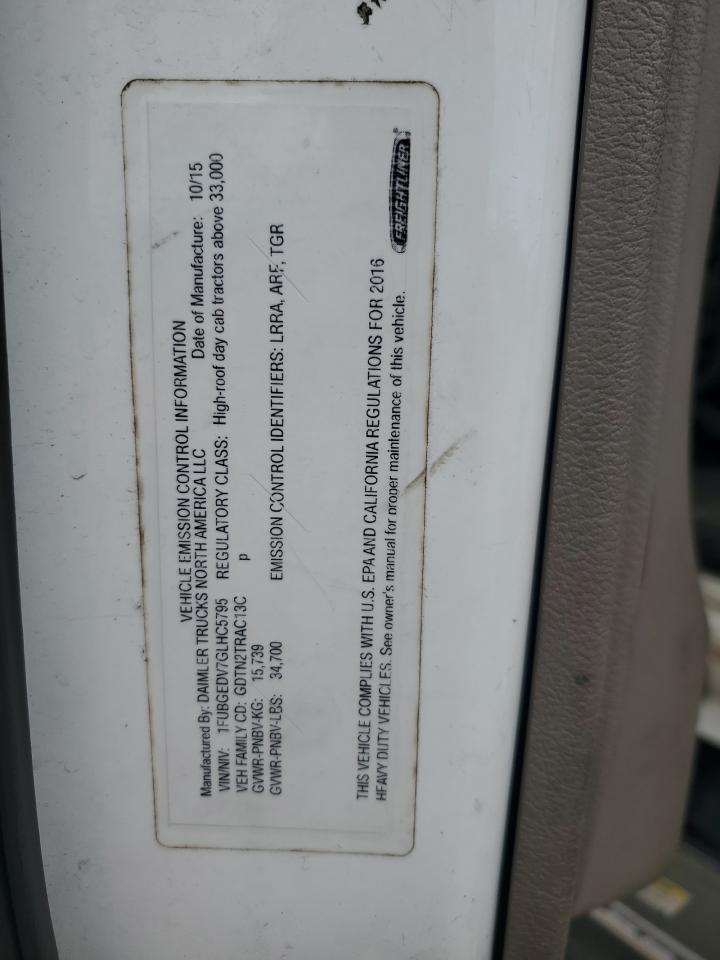 VEHICLE EMISSION CONTROL INFORMATION
Manufactured By: DAIMLER TRUCKS NORTH AMERICA LLC Date of Manufacture: 10/15
VIN/NIV: 1FUBGEDV7GLHC5795 REGULATORY CLASS: High-roof day cab tractors above 33,000
VEH FAMILY CD: GDTN2TRAC13C p
GVWR-PNBV-KG: 15,739
GVWR-PNBV-LBS: 34,700 EMISSION CONTROL IDENTIFIERS: LRRA, ARF, TGR
THIS VEHICLE COMPLIES WITH U.S. EPA AND CALIFORNIA REGULATIONS FOR 2016
HEAVY DUTY VEHICLES. See owner's manual for proper maintenance of this vehicle.
FREIGHTLINER